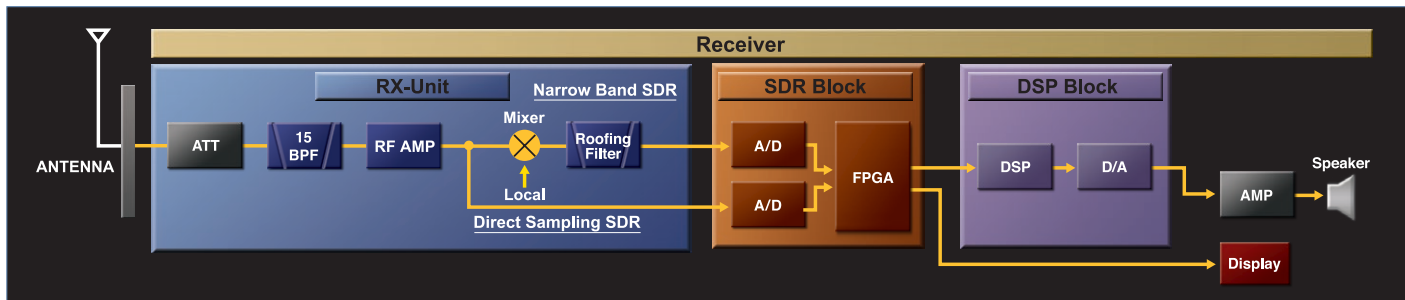 Receiver
RX-Unit
Narrow Band SDR
SDR Block
DSP Block
Mixer
ANTENNA
ATT
15
BPF
RF AMP
Roofing
Filter
A/D
FPGA
DSP
D/A
Speaker
Local
A/D
AMP
Direct Sampling SDR
Display